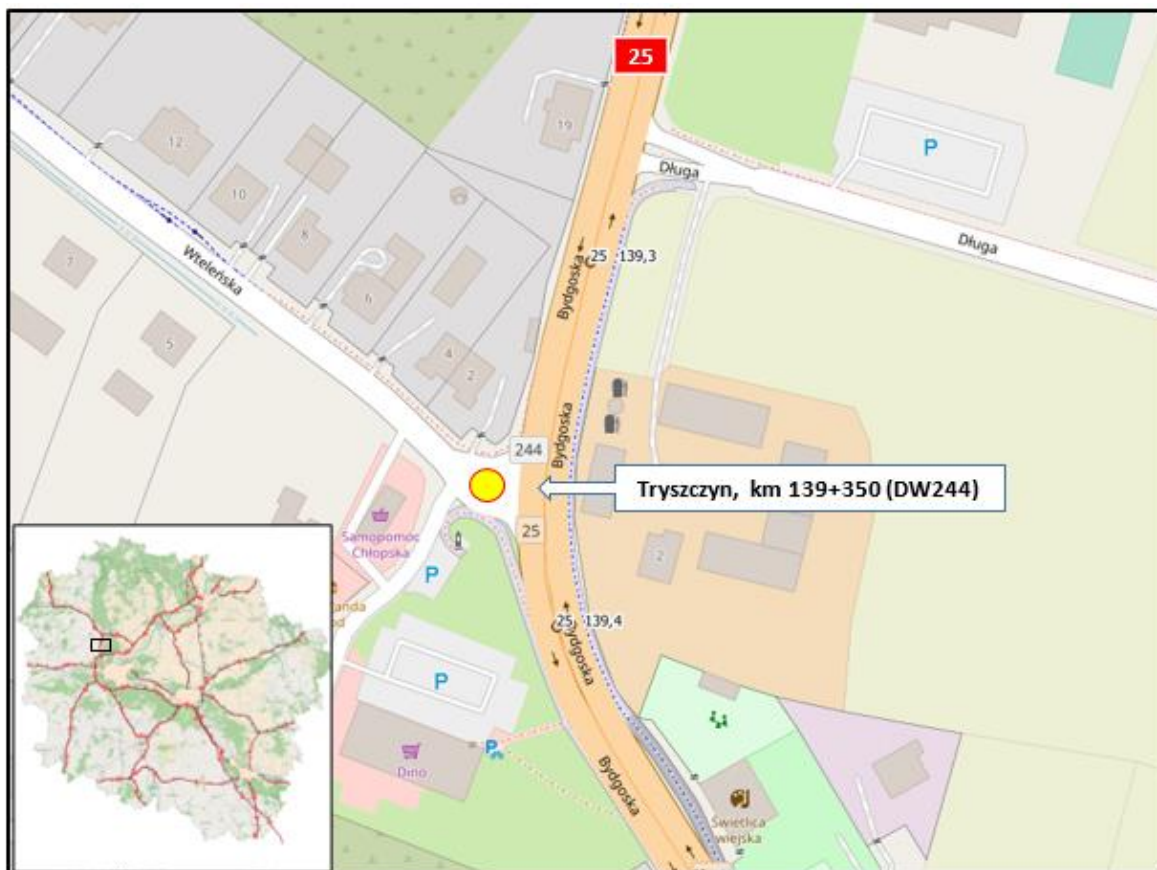 25
19
12
10
8
6
4
2
7
5
P
Długa
Długa
Wteleńska
Bydgoska
25 139,3
Bydgoska
244
Tryszczyn, km 139+350 (DW244)
25
Samopomoc
Chłopska
P
2
25 139,4
Bydgoska
P
Dino
P
Bydgoska
Świetlica
wiejska